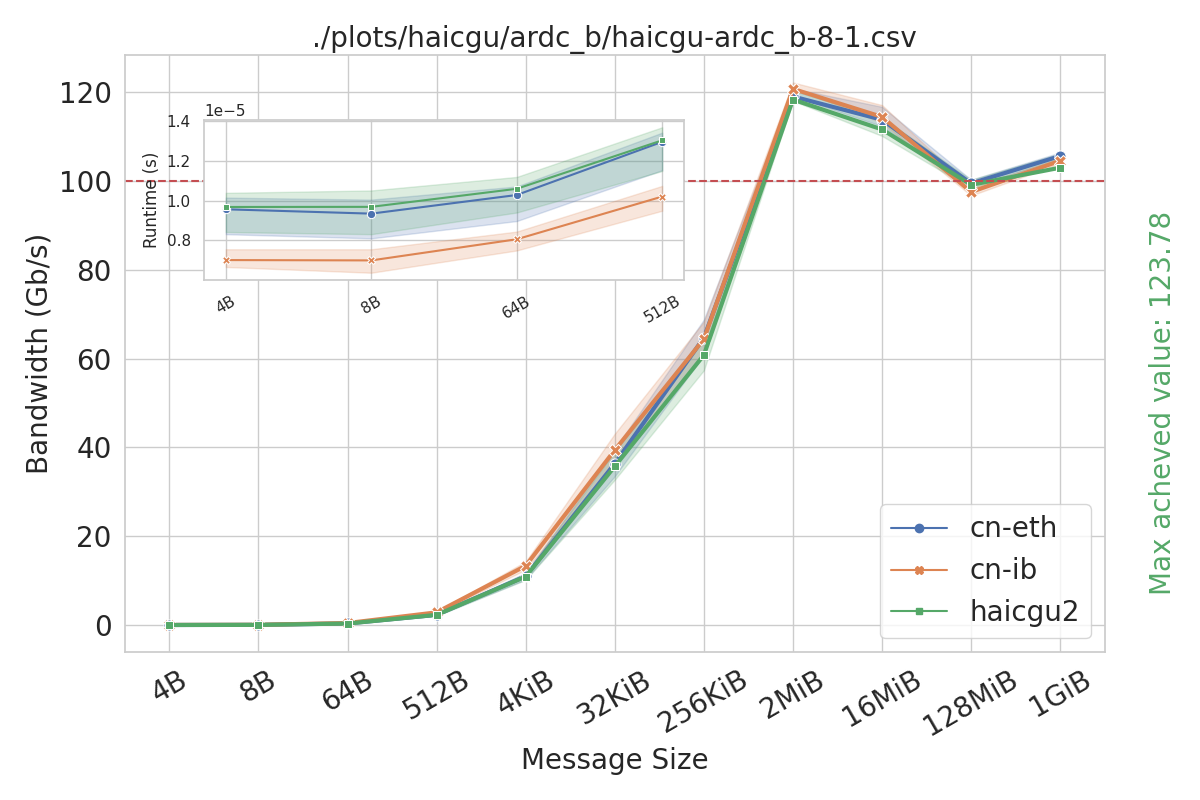 ./plots/haicgu/ardc_b/haicgu-ardc_b-8-1.csv
Bandwidth (Gb/s)
120
100
80
60
40
20
0
1e−5
1.4
1.2
1.0
0.8
Runtime (s)
4B
8B
64B
512B
cn-eth
cn-ib
haicgu2
4B
8B
64B
512B
4KiB
32KiB
256KiB
2MiB
16MiB
128MiB
1GiB
Message Size
Max acheved value: 123.78